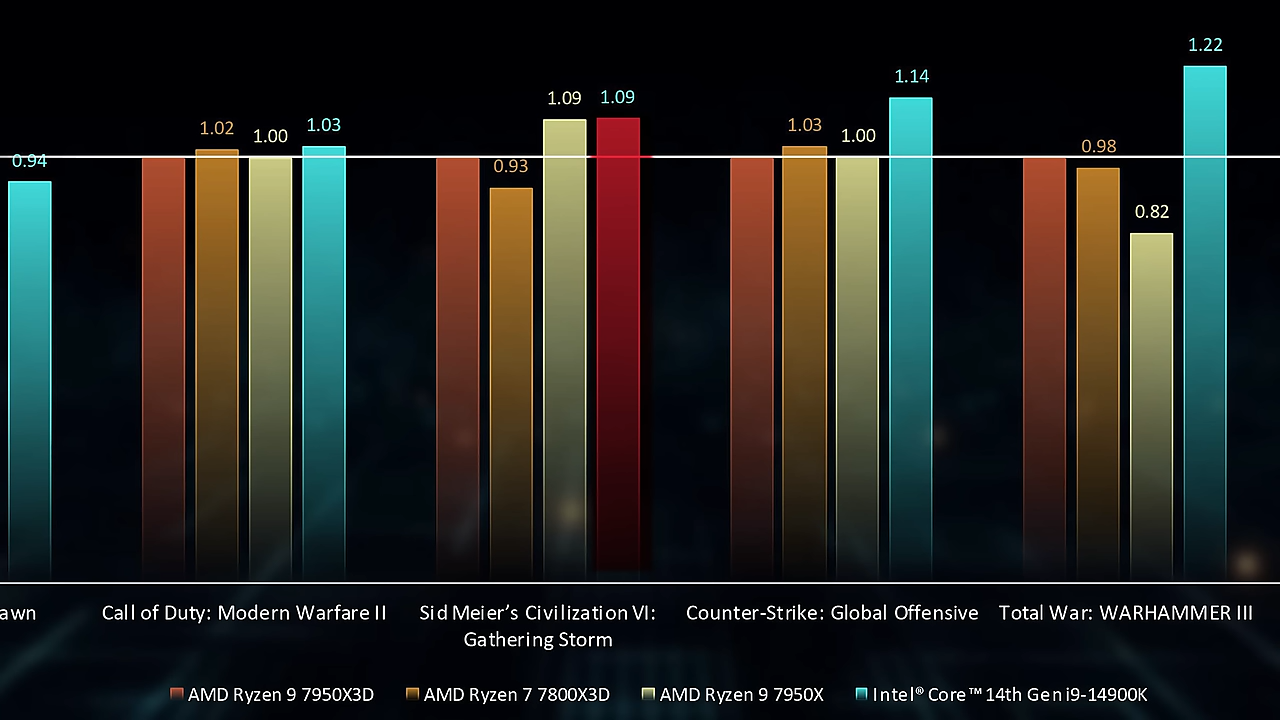 0.94
1.02
1.00
1.03
0.93
1.09
1.09
1.03
1.00
1.14
0.98
0.82
1.22
awn
Call of Duty: Modern Warfare II
Sid Meier’s Civilization VI:
Gathering Storm
Counter-Strike: Global Offensive
Total War: WARHAMMER III
AMD Ryzen 9 7950X3D
AMD Ryzen 7 7800X3D
AMD Ryzen 9 7950X
Intel® Core™ 14th Gen i9-14900K